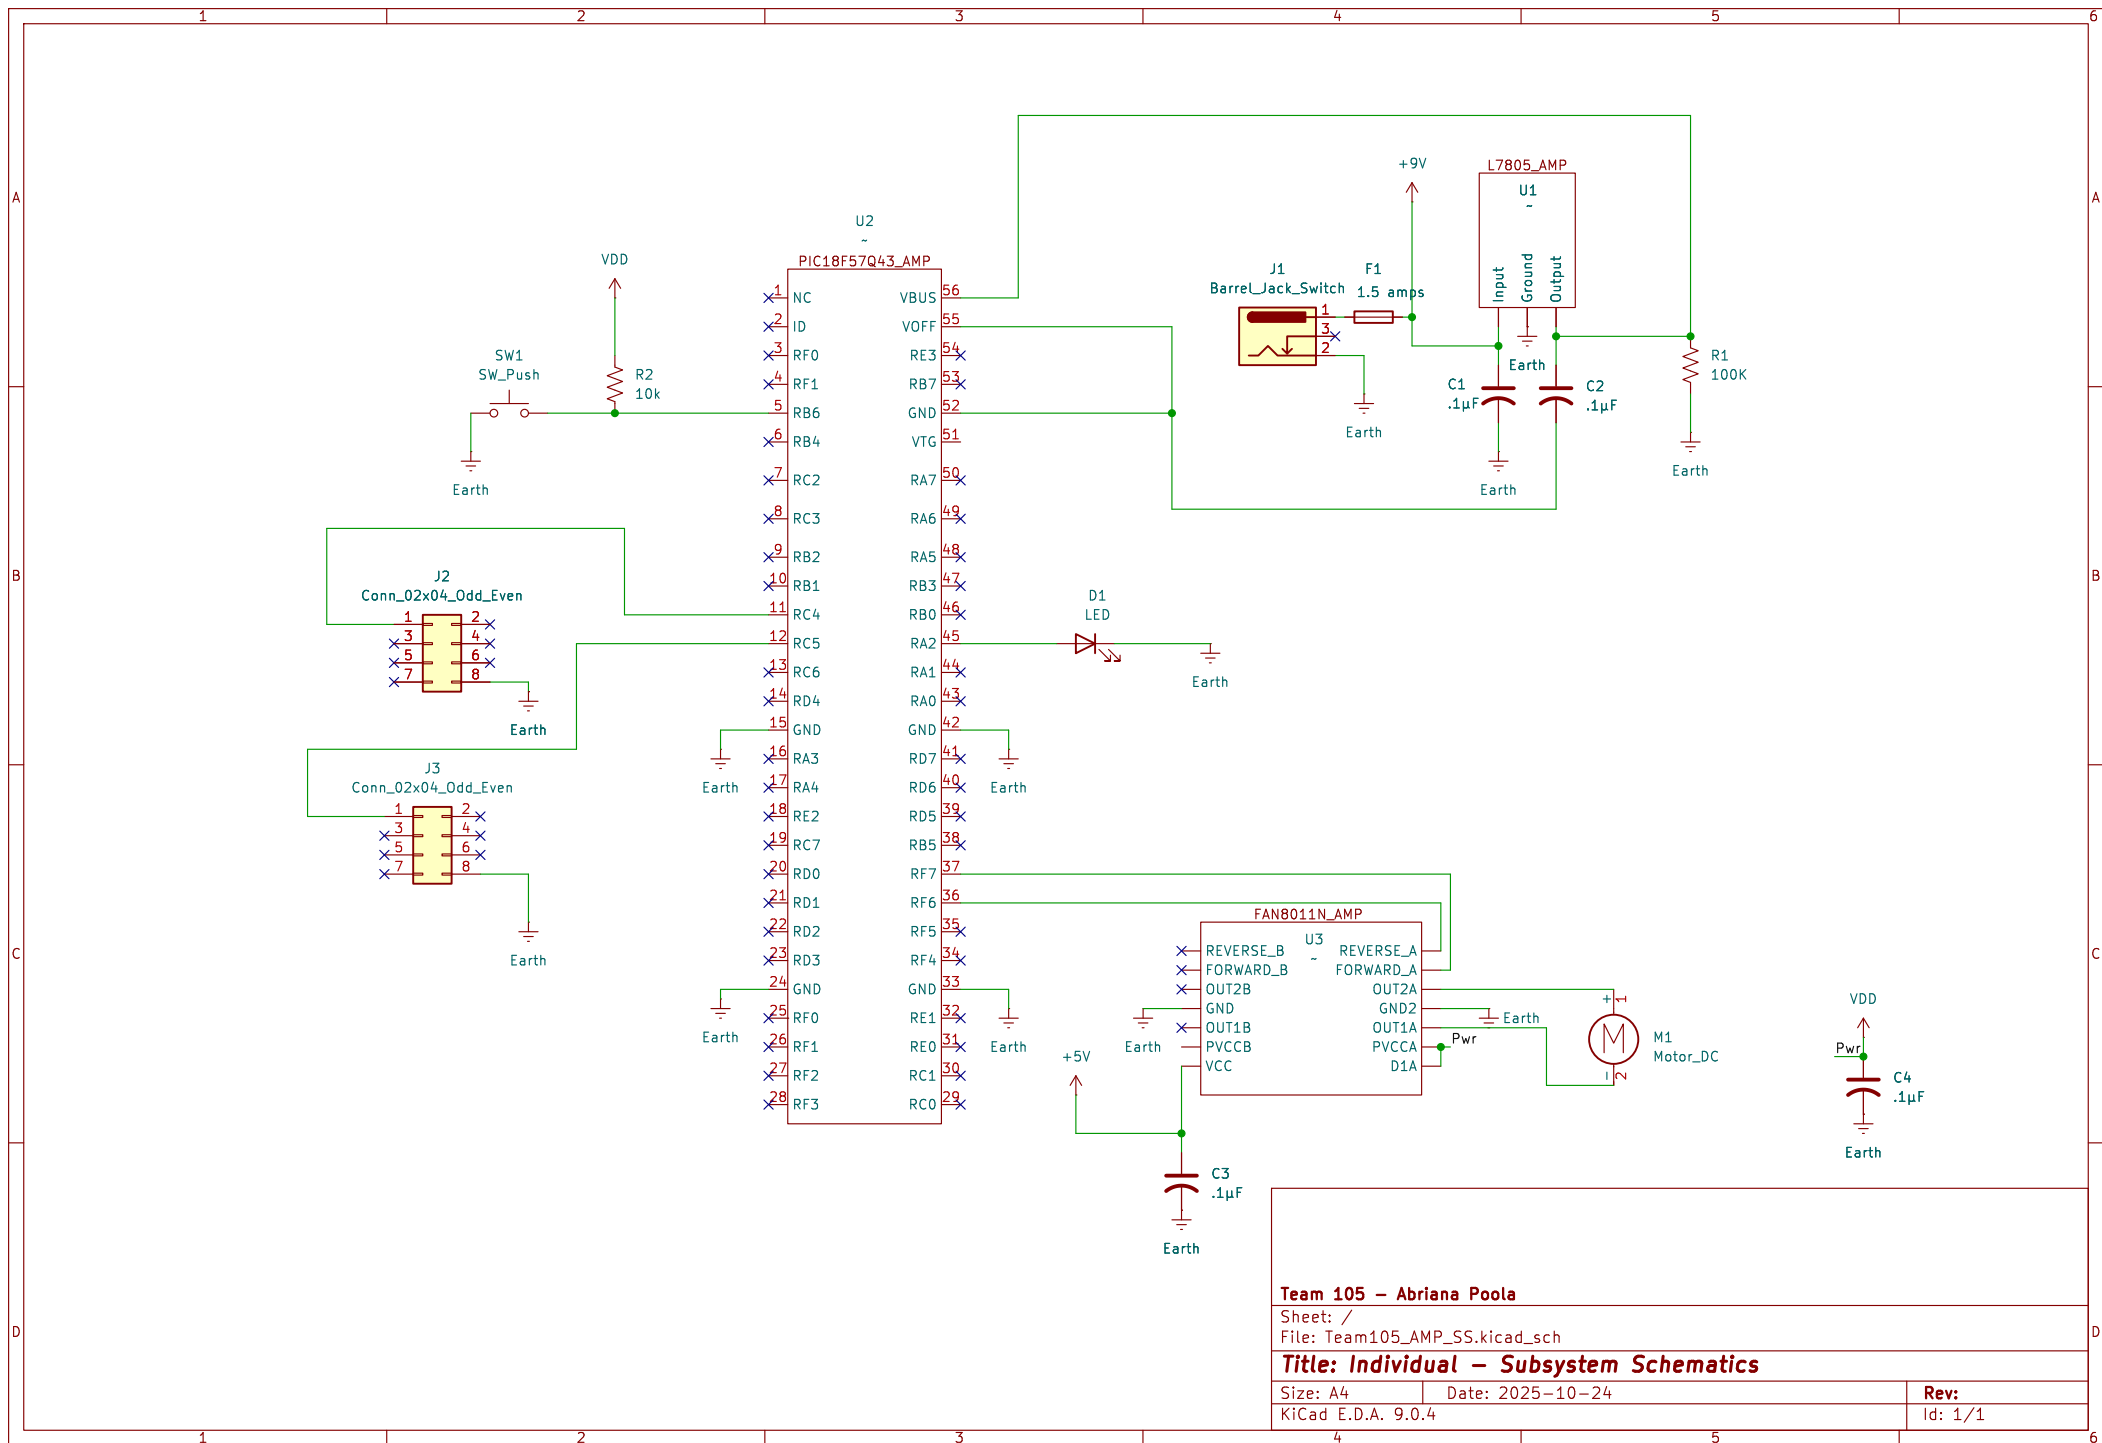 1 2 3 4 5 6
A
B
C
D
A
B
C
D
1 2 3 4 5 6
U2
~
PIC18F57Q43_AMP
1 NC
2 ID
3 RF0
4 RF1
5 RB6
6 RB4
7 RC2
8 RC3
9 RB2
10 RB1
11 RC4
12 RC5
13 RC6
14 RD4
15 GND
16 RA3
17 RA4
18 RE2
19 RC7
20 RD0
21 RD1
22 RD2
23 RD3
24 GND
25 RF0
26 RF1
27 RF2
28 RF3
VBUS 56
VOFF 55
RE3 54
RB7 53
GND 52
VTG 51
RA7 50
RA6 49
RA5 48
RB3 47
RB0 46
RA2 45
RA1 44
RA0 43
GND 42
RD7 41
RD6 40
RD5 39
RB5 38
RF7 37
RF6 36
RF5 35
RF4 34
GND 33
RE1 32
RE0 31
RC1 30
RC0 29
VDD
R2
10k
SW1
SW_Push
Earth
J2
Conn_02x04_Odd_Even
1 2
3 4
5 6
7 8
Earth
J3
Conn_02x04_Odd_Even
1 2
3 4
5 6
7 8
Earth
Earth
Earth
Earth
Earth
D1
LED
Earth
+9V
J1
Barrel_Jack_Switch
1
3
2
F1
1.5 amps
Earth
L7805_AMP
U1
~
Input
Ground
Output
Earth
C1
.1µF
Earth
C2
.1µF
R1
100K
Earth
FAN8011N_AMP
U3
~
REVERSE_B REVERSE_A
FORWARD_B FORWARD_A
OUT2B OUT2A
GND GND2
OUT1B OUT1A
PVCCB PVCCA
VCC D1A
Earth
Earth
Pwr
+5V
C3
.1µF
Earth
+ 1
M
M1
Motor_DC
- 2
VDD
Pwr
C4
.1µF
Earth
Team 105 – Abriana Poola
Sheet: /
File: Team105_AMP_SS.kicad_sch
Title: Individual – Subsystem Schematics
Size: A4 Date: 2025-10-24 Rev:
KiCad E.D.A. 9.0.4 Id: 1/1